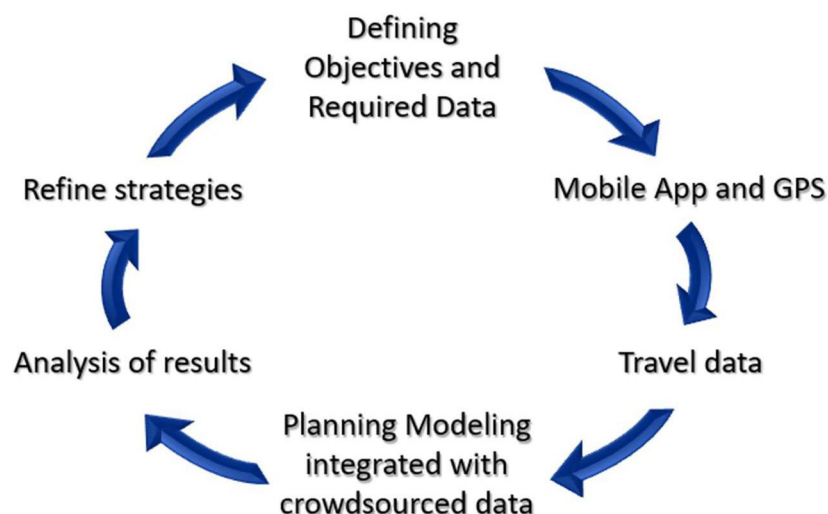 Defining
Objectives and
Required Data
Mobile App and GPS
Travel data
Planning Modeling
integrated with
crowdsourced data
Analysis of results
Refine strategies